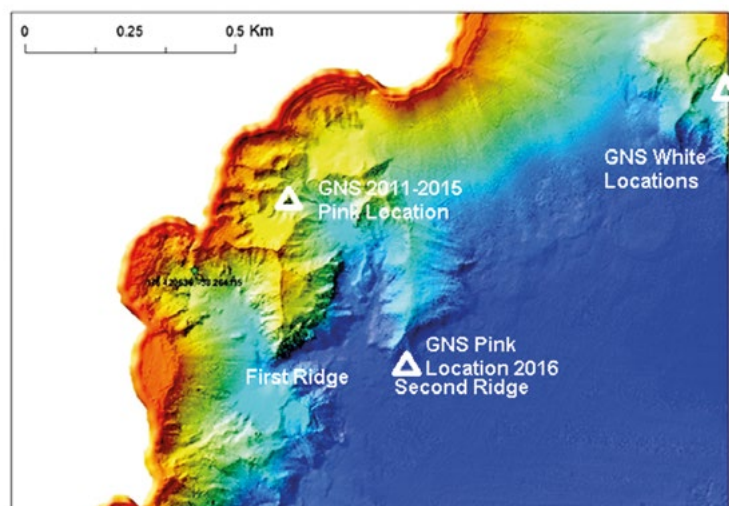 0 0.25 0.5 Km
GNS White
Locations
GNS 2011-2015
Pink Location
First Ridge
GNS Pink
Location 2016
Second Ridge